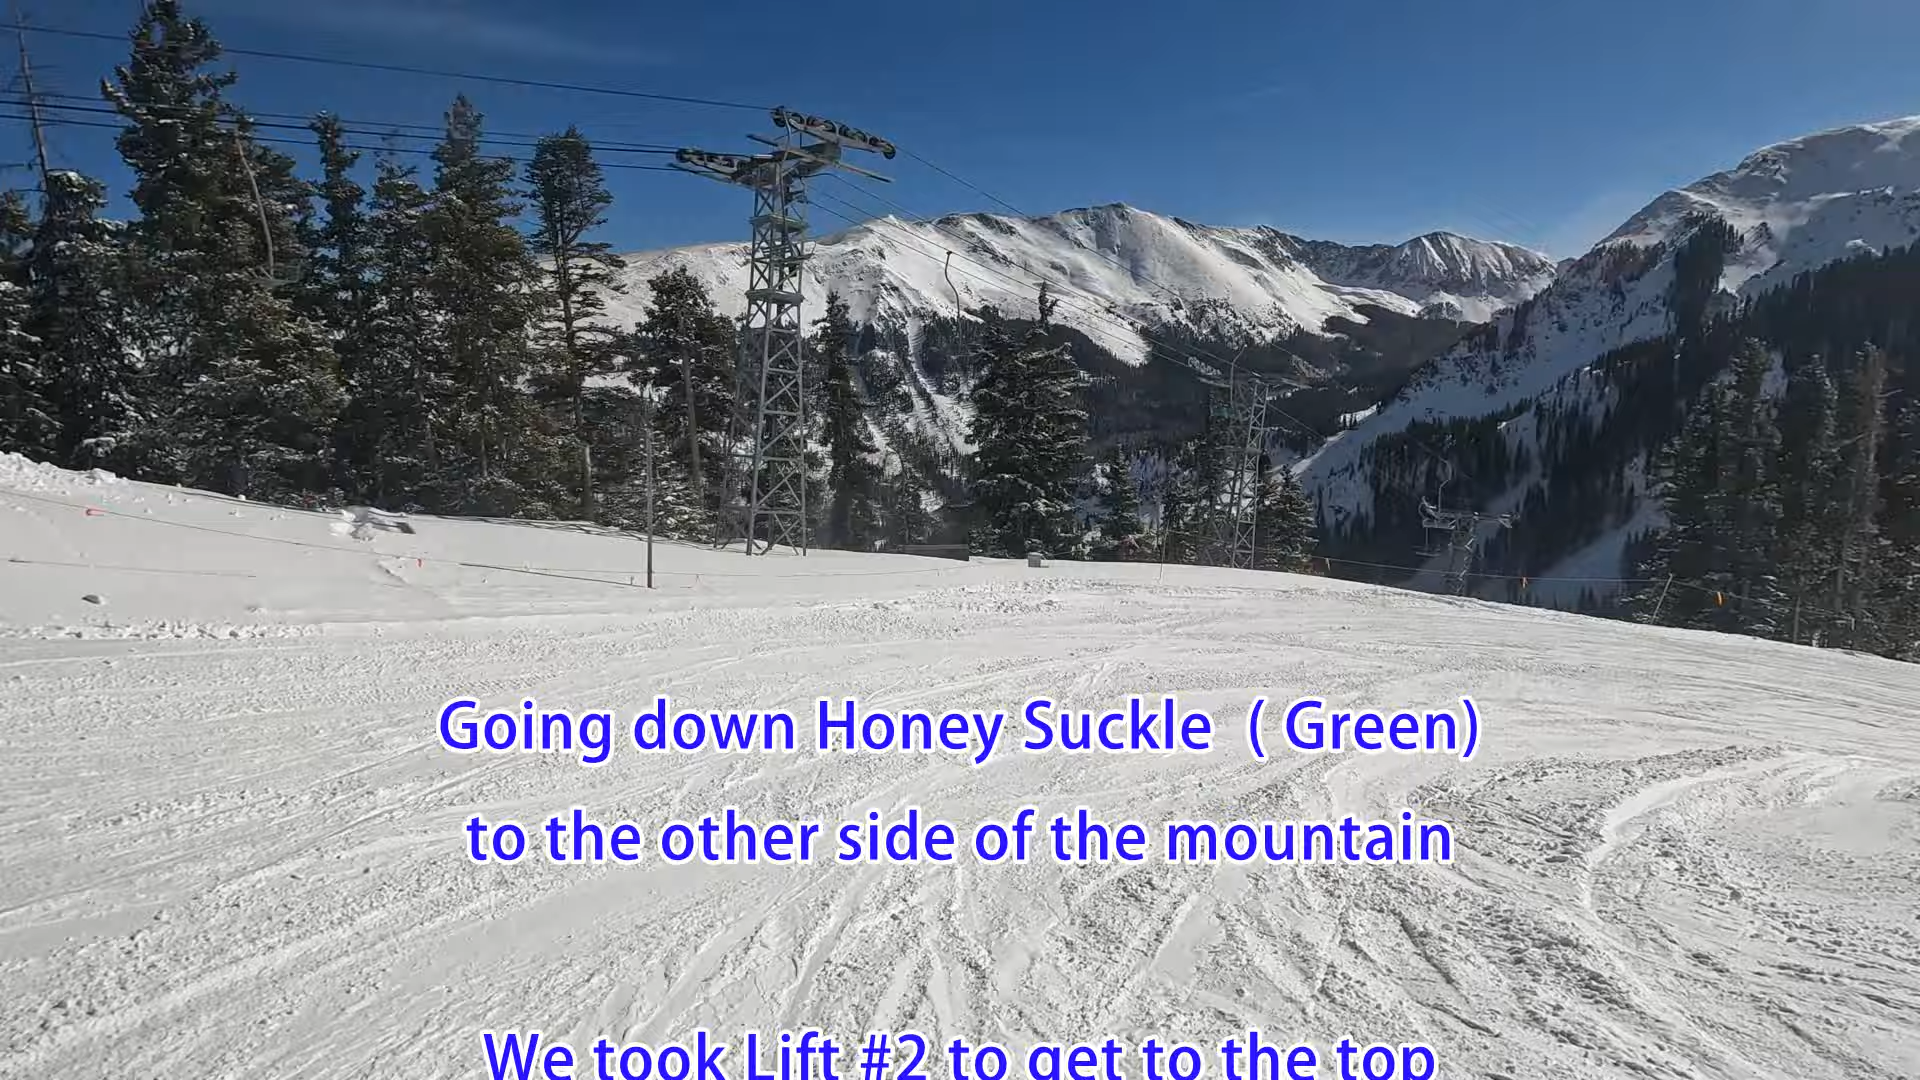 Going down Honey Suckle  ( Green)
to the other side of the mountain
We took Lift #2 to get to the top